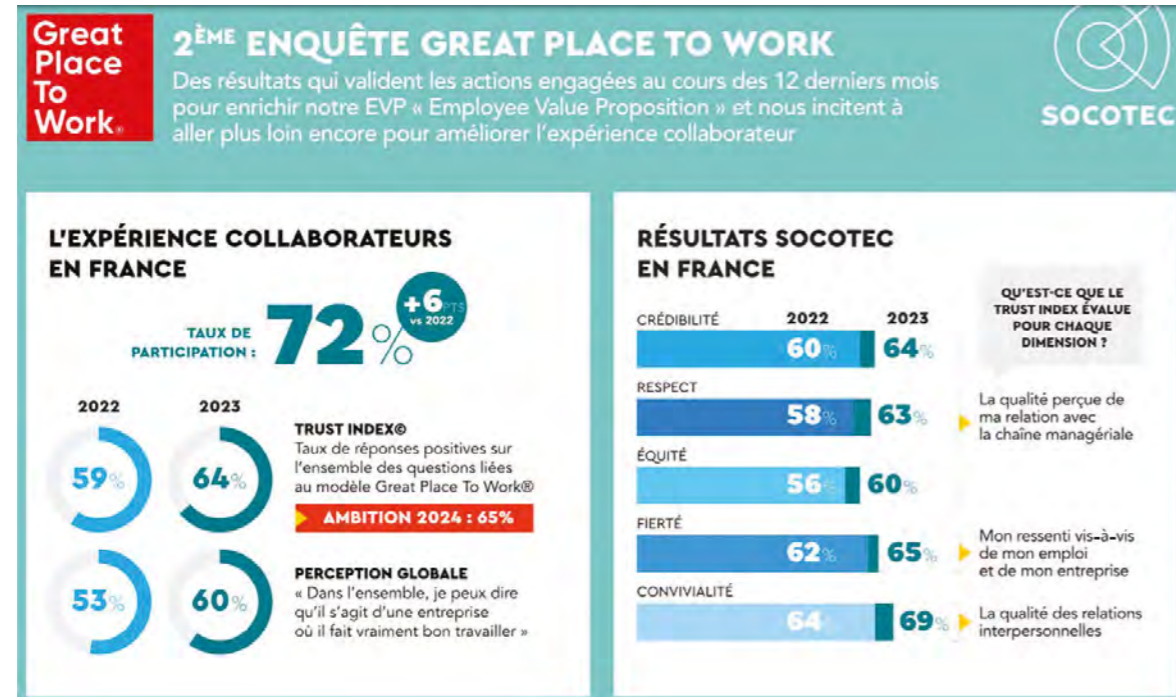 Great
Place
To
Work®
2ÈME ENQUÊTE GREAT PLACE TO WORK
Des résultats qui valident les actions engagées au cours des 12 derniers mois
pour enrichir notre EVP « Employee Value Proposition » et nous incitent à
aller plus loin encore pour améliorer l'expérience collaborateur
SOCOTEC
L'EXPÉRIENCE COLLABORATEURS
EN FRANCE
TAUX DE
PARTICIPATION :
72%
+6PTS
vs 2022
2022 2023
59% 64%
TRUST INDEX©
Taux de réponses positives sur
l'ensemble des questions liées
au modèle Great Place To Work®
AMBITION 2024 : 65%
53% 60%
PERCEPTION GLOBALE
« Dans l'ensemble, je peux dire
qu'il s'agit d'une entreprise
où il fait vraiment bon travailler »
RÉSULTATS SOCOTEC
EN FRANCE
CRÉDIBILITÉ 2022 2023
60% 64%
RESPECT
58% 63%
ÉQUITÉ
56% 60%
FIERTÉ
62% 65%
CONVIVIALITÉ
64% 69%
QU'EST-CE QUE LE
TRUST INDEX ÉVALUE
POUR CHAQUE
DIMENSION ?
La qualité perçue de
ma relation avec
la chaîne managériale
Mon ressenti vis-à-vis
de mon emploi
et de mon entreprise
La qualité des relations
interpersonnelles